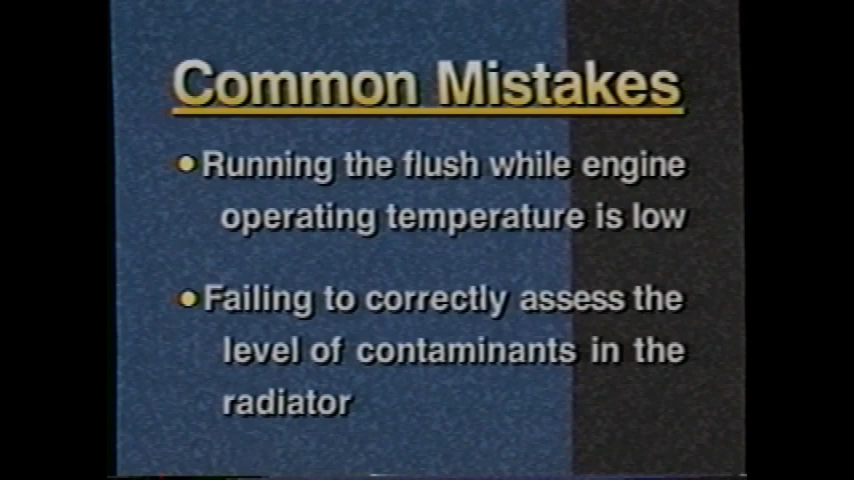 Common Mistakes
• Running the flush while engine
operating temperature is low
• Failing to correctly assess the
level of contaminants in the
radiator